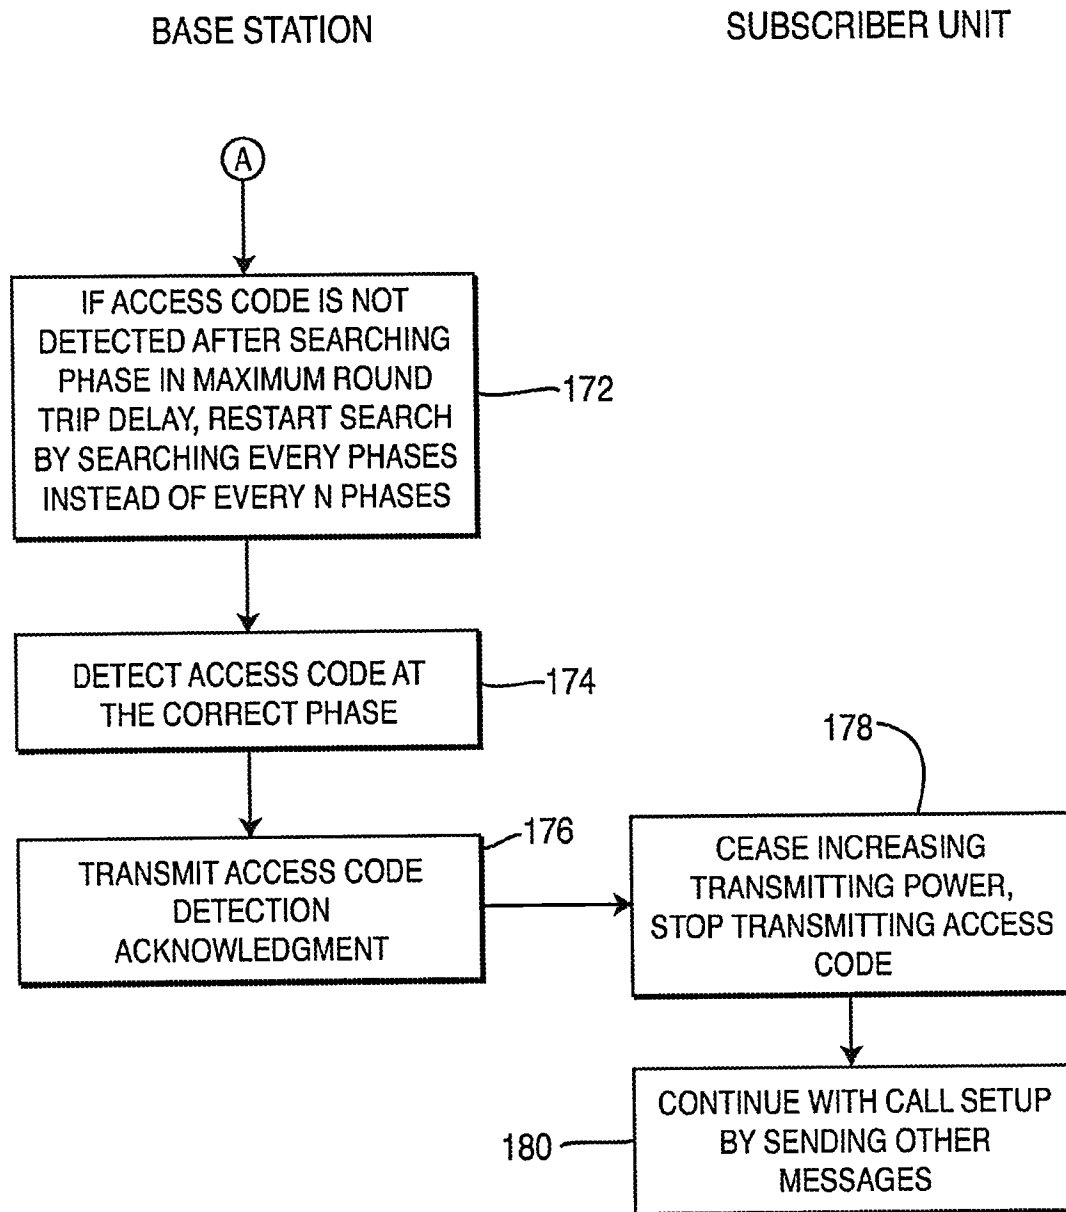 BASE STATION
SUBSCRIBER UNIT
A
IF ACCESS CODE IS NOT
DETECTED AFTER SEARCHING
PHASE IN MAXIMUM ROUND
TRIP DELAY, RESTART SEARCH
BY SEARCHING EVERY PHASES
INSTEAD OF EVERY N PHASES
172
DETECT ACCESS CODE AT
THE CORRECT PHASE
174
TRANSMIT ACCESS CODE
DETECTION
ACKNOWLEDGMENT
176
178
CEASE INCREASING
TRANSMITTING POWER,
STOP TRANSMITTING ACCESS
CODE
CONTINUE WITH CALL SETUP
BY SENDING OTHER
MESSAGES
180